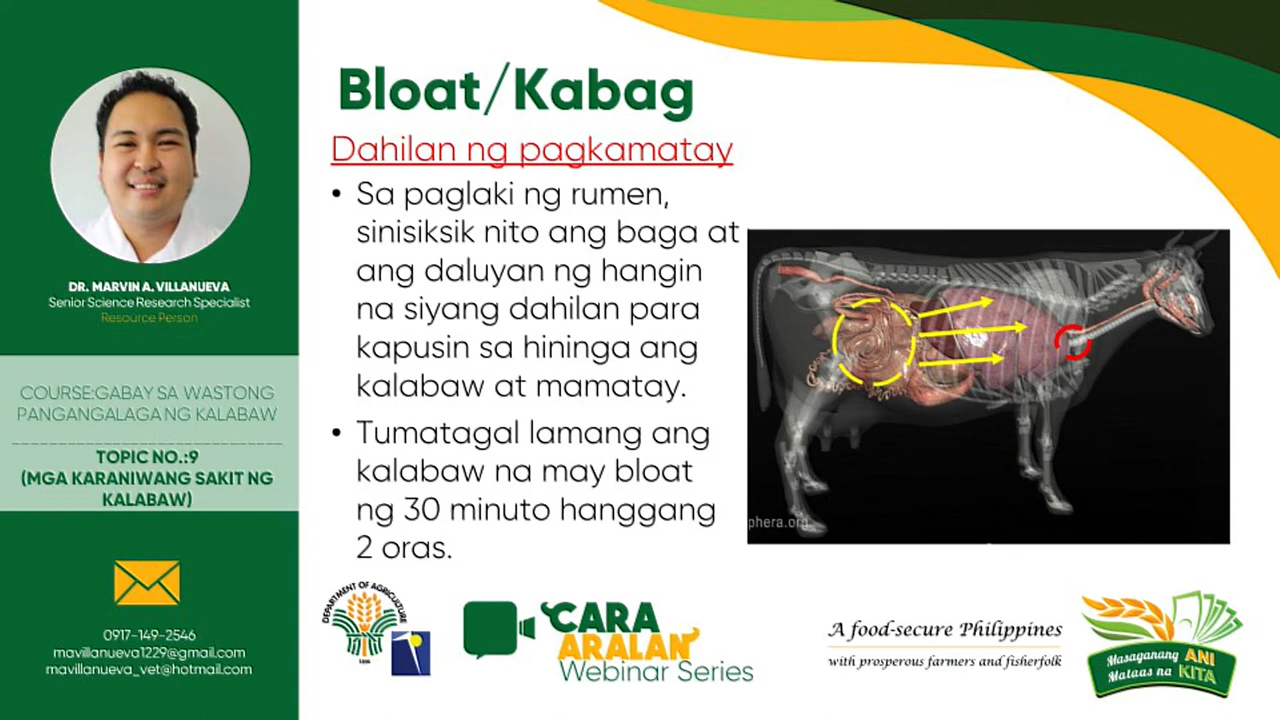 DR. MARVIN A. VILLANUEVA
Senior Science Research Specialist
Resource Person
COURSE:GABAY SA WASTONG
PANGANGALAGA NG KALABAW
TOPIC NO.:9
(MGA KARANIWANG SAKIT NG
KALABAW)
0917-149-2546
mavillanueva1229@gmail.com
mavillanueva_vet@hotmail.com
Bloat/Kabag
Dahilan ng pagkamatay
• Sa paglaki ng rumen,
sinisiksik nito ang baga at
ang daluyan ng hangin
na siyang dahilan para
kapusin sa hininga ang
kalabaw at mamatay.
• Tumatagal lamang ang
kalabaw na may bloat
ng 30 minuto hanggang
2 oras.
phera.org
DEPARTMENT OF AGRICULTURE
CARA
ARALAN
Webinar Series
A food-secure Philippines
with prosperous farmers and fisherfolk
Masaganang ANI
Mataas na KITA